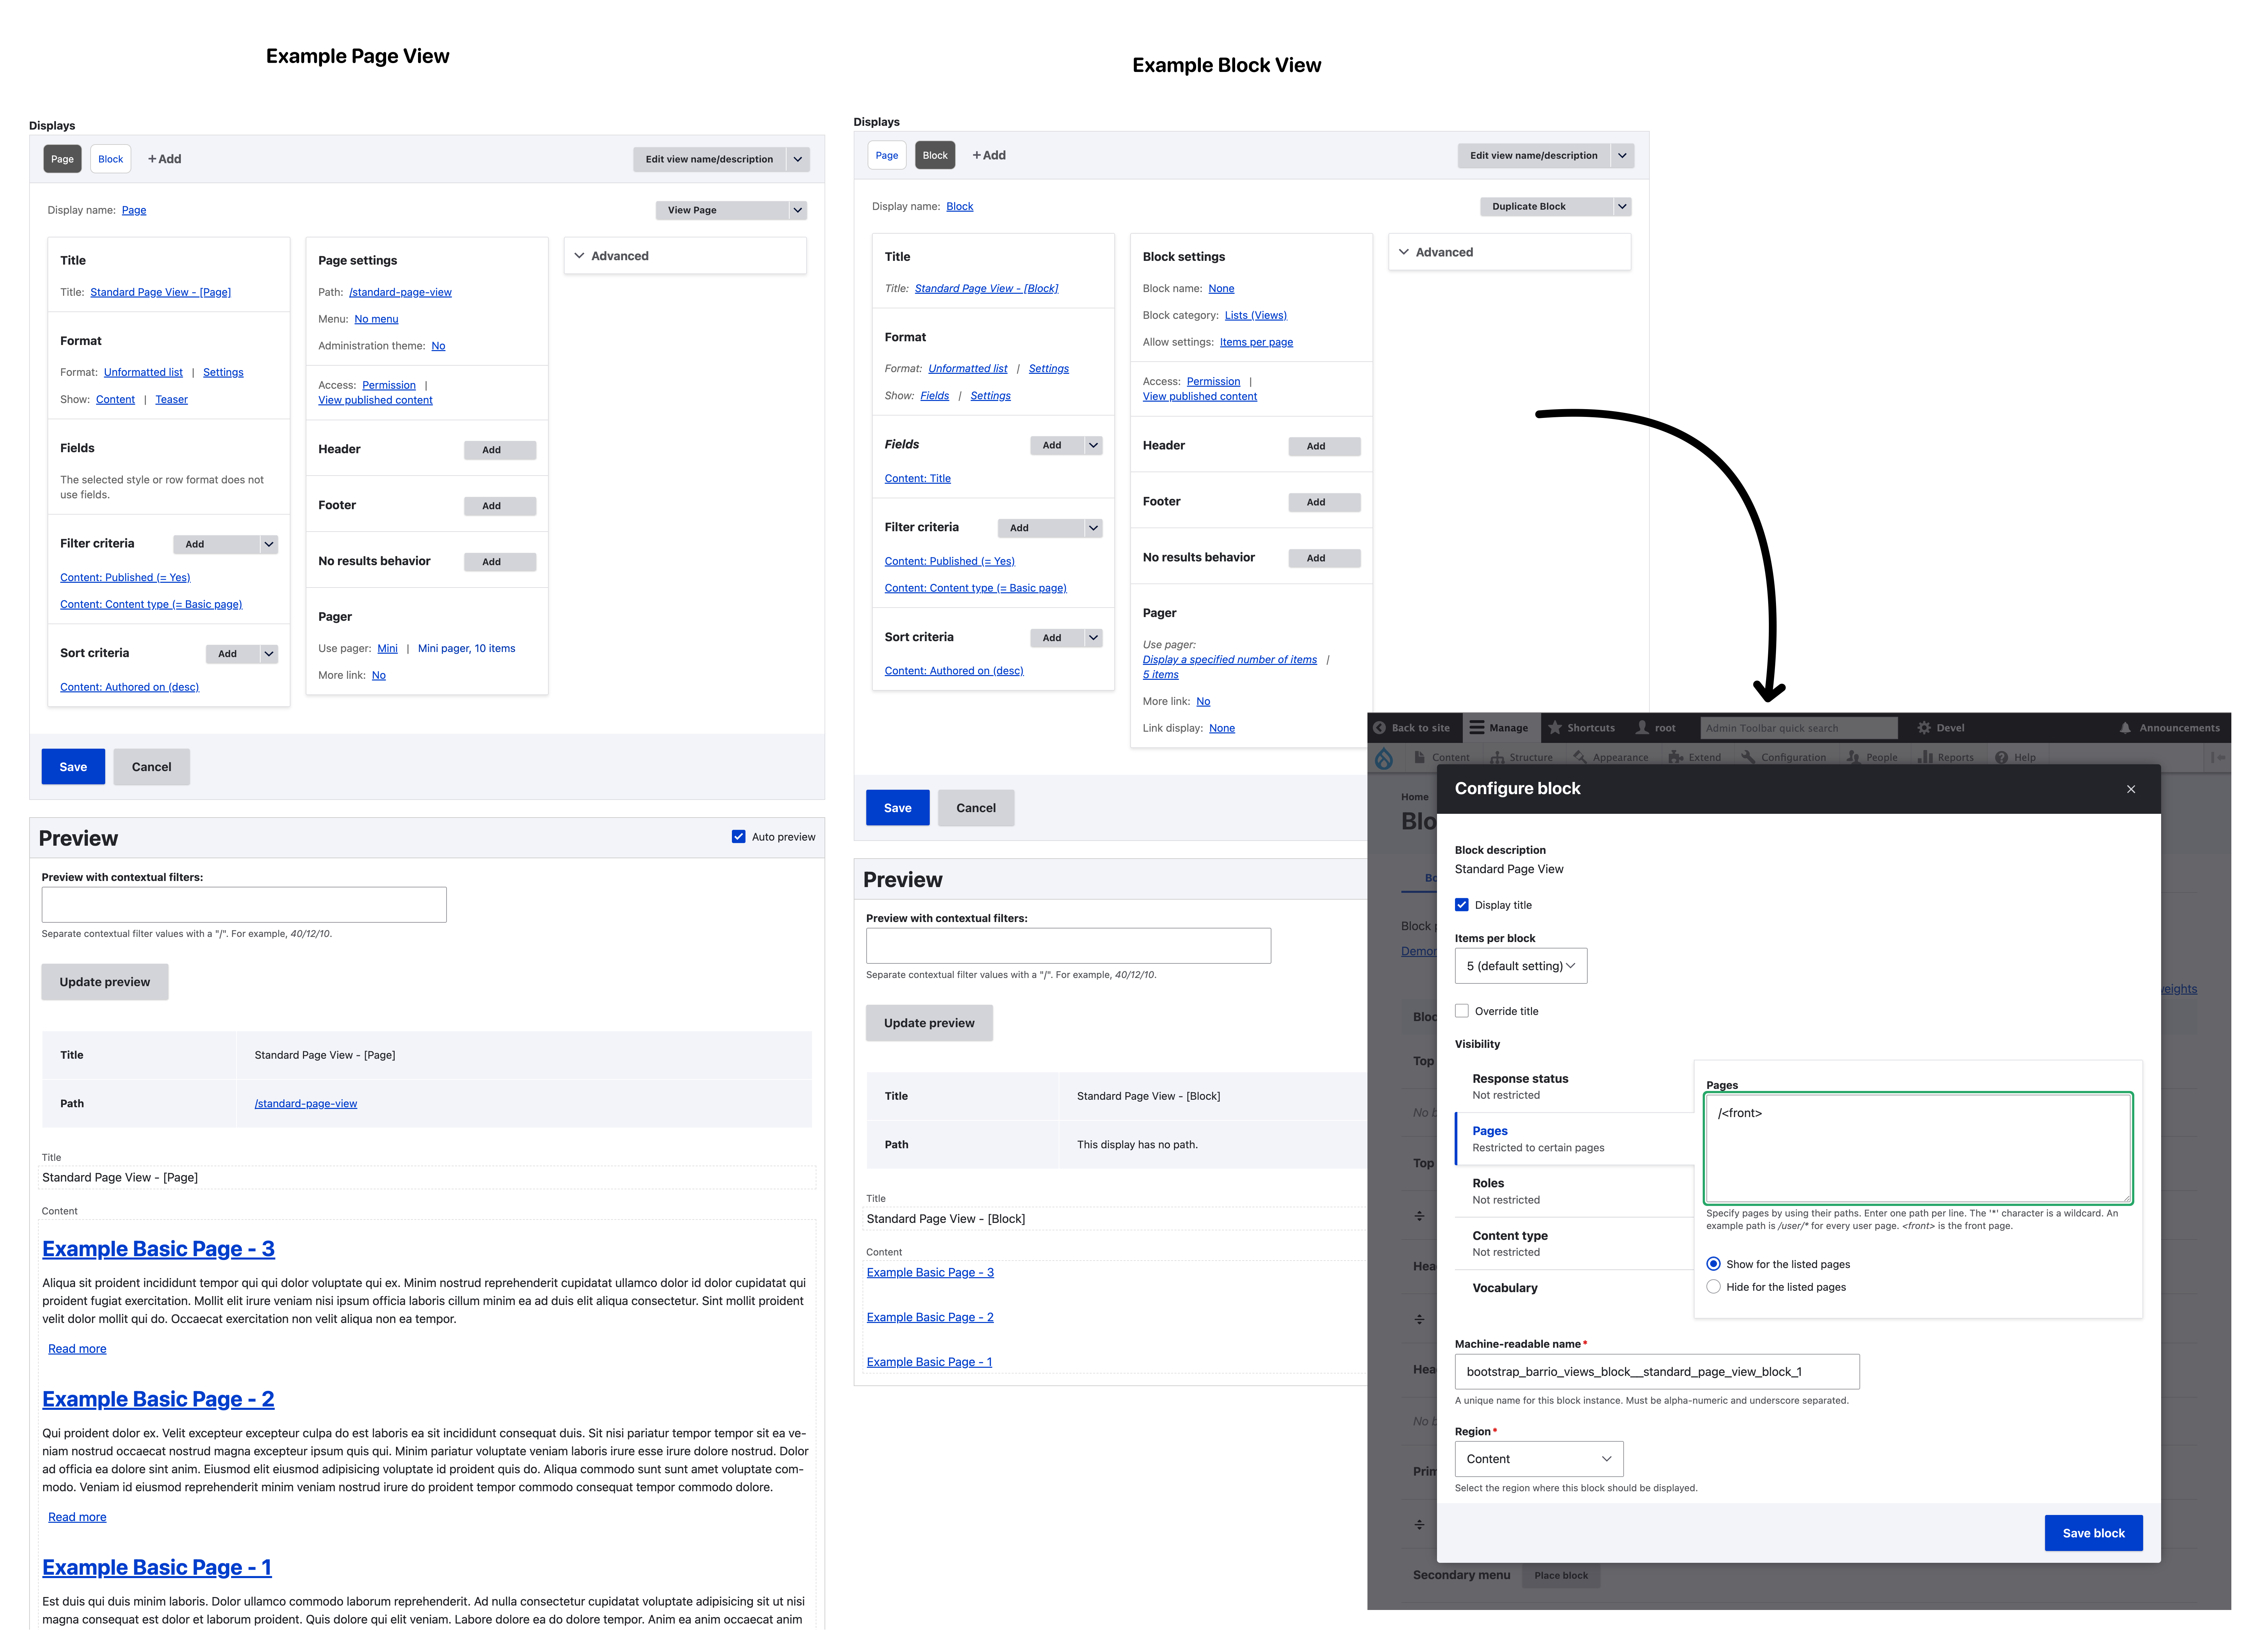 Example Page View
Displays
Page Block + Add Edit view name/description
Display name: Page View Page
Title
Title: Standard Page View - [Page]
Format
Format: Unformatted list | Settings
Show: Content | Teaser
Fields
The selected style or row format does not
use fields.
Filter criteria Add
Content: Published (= Yes)
Content: Content type (= Basic page)
Sort criteria Add
Content: Authored on (desc)
Page settings
Path: /standard-page-view
Menu: No menu
Administration theme: No
Access: Permission |
View published content
Header Add
Footer Add
No results behavior Add
Pager
Use pager: Mini | Mini pager, 10 items
More link: No
Advanced
Save Cancel
Preview Auto preview
Preview with contextual filters:
Separate contextual filter values with a "/". For example, 40/12/10.
Update preview
Title Standard Page View - [Page]
Path /standard-page-view
Title
Standard Page View - [Page]
Content
Example Basic Page - 3
Aliqua sit proident incididunt tempor qui qui dolor voluptate qui ex. Minim nostrud reprehenderit cupidatat ullamco dolor id dolor cupidatat qui
proident fugiat exercitation. Mollit elit irure veniam nisi ipsum officia laboris cillum minim ea ad duis elit aliqua consectetur. Sint mollit proident
velit dolor mollit qui do. Occaecat exercitation non velit aliqua non ea tempor.
Read more
Example Basic Page - 2
Qui proident dolor ex. Velit excepteur excepteur culpa do est laboris ea sit incididunt consequat duis. Sit nisi pariatur tempor tempor sit ea ve-
niam nostrud occaecat nostrud magna excepteur ipsum quis qui. Minim pariatur voluptate veniam laboris irure esse irure dolore nostrud. Dolor
ad officia ea dolore sint anim. Eiusmod elit eiusmod adipisicing voluptate id proident quis do. Aliqua commodo sunt sunt amet voluptate com-
modo. Veniam id eiusmod reprehenderit minim veniam nostrud irure do proident tempor commodo consequat tempor commodo dolore.
Read more
Example Basic Page - 1
Est duis qui duis minim laboris. Dolor ullamco commodo laborum reprehenderit. Ad nulla consectetur cupidatat voluptate adipisicing sit ut nisi
magna consequat est dolor et laborum proident. Quis dolore qui elit veniam. Labore dolore ea do dolore tempor. Anim ea anim occaecat anim
Example Block View
Displays
Page Block + Add Edit view name/description
Display name: Block Duplicate Block
Title
Title: Standard Page View - [Block]
Format
Format: Unformatted list | Settings
Show: Fields | Settings
Fields Add
Content: Title
Filter criteria Add
Content: Published (= Yes)
Content: Content type (= Basic page)
Sort criteria Add
Content: Authored on (desc)
Block settings
Block name: None
Block category: Lists (Views)
Allow settings: Items per page
Access: Permission |
View published content
Header Add
Footer Add
No results behavior Add
Pager
Use pager:
Display a specified number of items |
5 items
More link: No
Link display: None
Advanced
Save Cancel
Preview
Preview with contextual filters:
Separate contextual filter values with a "/". For example, 40/12/10.
Update preview
Title Standard Page View - [Block]
Path This display has no path.
Title
Standard Page View - [Block]
Content
Example Basic Page - 3
Example Basic Page - 2
Example Basic Page - 1
Back to site Manage Shortcuts root Admin Toolbar quick search Devel Announcements
Content Structure Appearance Extend Configuration People Reports Help
Home
Configure block
Block description
Standard Page View
Display title
Items per block
5 (default setting)
Override title
Visibility
Response status
Not restricted
Pages
Restricted to certain pages
Roles
Not restricted
Content type
Not restricted
Vocabulary
Pages
/<front>
Specify pages by using their paths. Enter one path per line. The '*' character is a wildcard. An
example path is /user/* for every user page. <front> is the front page.
Show for the listed pages
Hide for the listed pages
Machine-readable name*
bootstrap_barrio_views_block__standard_page_view_block_1
A unique name for this block instance. Must be alpha-numeric and underscore separated.
Region*
Content
Select the region where this block should be displayed.
Save block
Top
Top
Secondary menu Place block